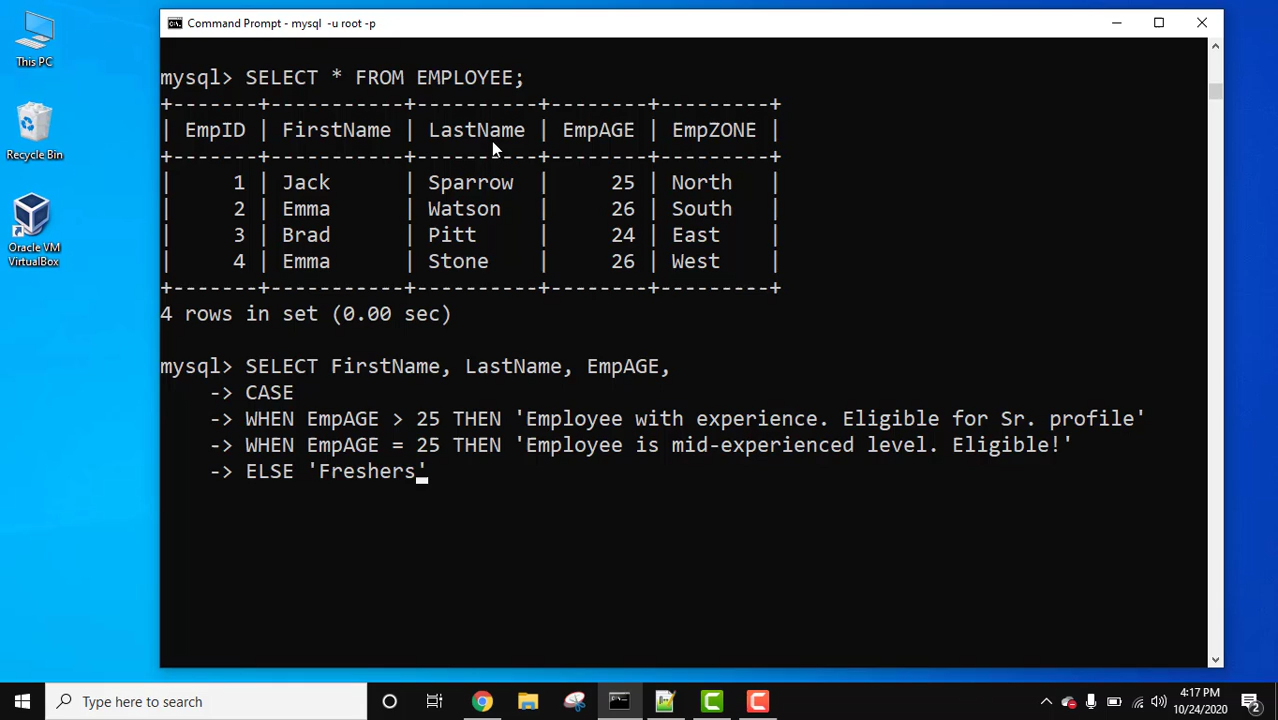 This PC
Recycle Bin
Oracle VM
VirtualBox
Command Prompt - mysql -u root -p
mysql> SELECT * FROM EMPLOYEE;
+-------+-----------+----------+--------+---------+
| EmpID | FirstName | LastName | EmpAGE | EmpZONE |
+-------+-----------+----------+--------+---------+
|     1 | Jack      | Sparrow  |     25 | North   |
|     2 | Emma      | Watson   |     26 | South   |
|     3 | Brad      | Pitt     |     24 | East    |
|     4 | Emma      | Stone    |     26 | West    |
+-------+-----------+----------+--------+---------+
4 rows in set (0.00 sec)
mysql> SELECT FirstName, LastName, EmpAGE,
    -> CASE
    -> WHEN EmpAGE > 25 THEN 'Employee with experience. Eligible for Sr. profile'
    -> WHEN EmpAGE = 25 THEN 'Employee is mid-experienced level. Eligible!'
    -> ELSE 'Freshers'
Type here to search
4:17 PM
10/24/2020
2